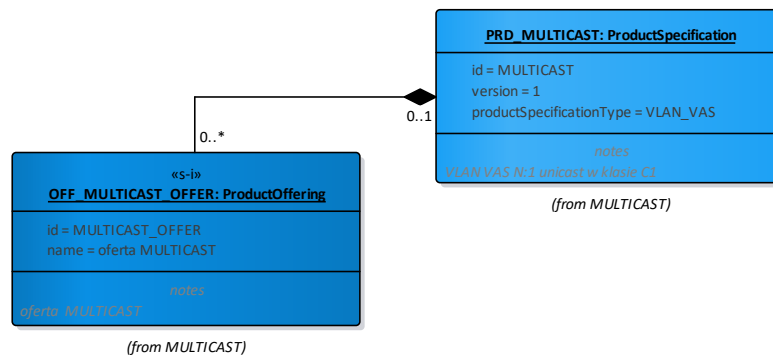 PRD_MULTICAST: ProductSpecification
id = MULTICAST
version = 1
productSpecificationType = VLAN_VAS
notes
VLAN VAS N:1 unicast w klasie C1
(from MULTICAST)
0..1
0..*
«s-i»
OFF_MULTICAST_OFFER: ProductOffering
id = MULTICAST_OFFER
name = oferta MULTICAST
notes
oferta MULTICAST
(from MULTICAST)